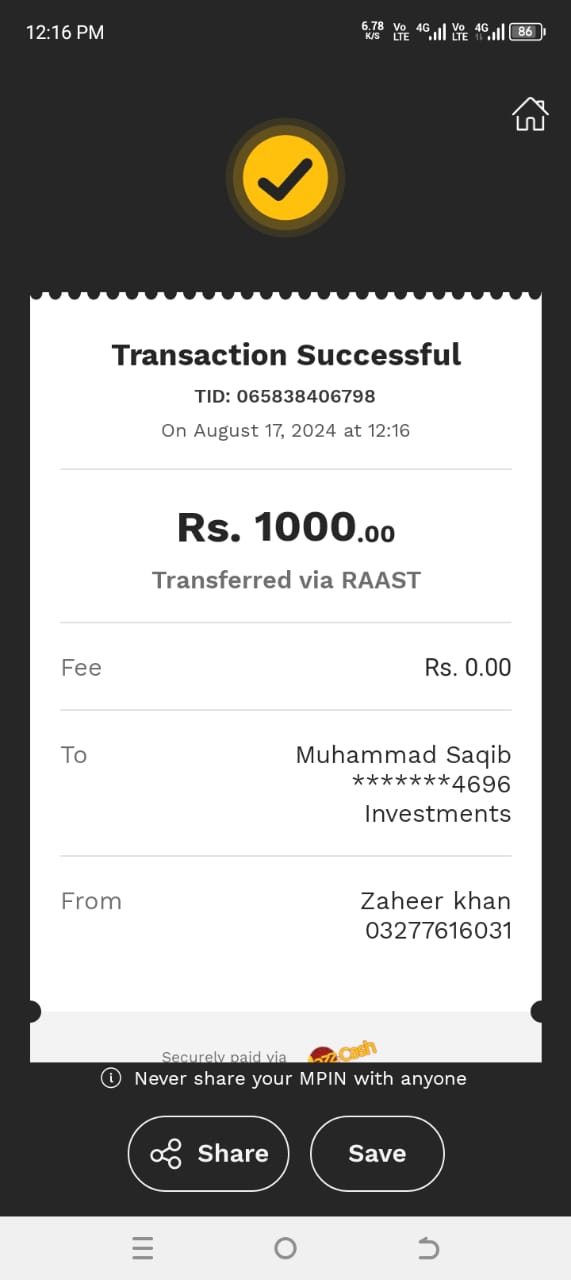 12:16 PM
6.78 K/S Vo LTE 4G Vo LTE 4G 86
Transaction Successful
TID: 065838406798
On August 17, 2024 at 12:16
Rs. 1000.00
Transferred via RAAST
Fee Rs. 0.00
To Muhammad Saqib
*******4696
Investments
From Zaheer khan
03277616031
Securely paid via JazzCash
Never share your MPIN with anyone
Share Save